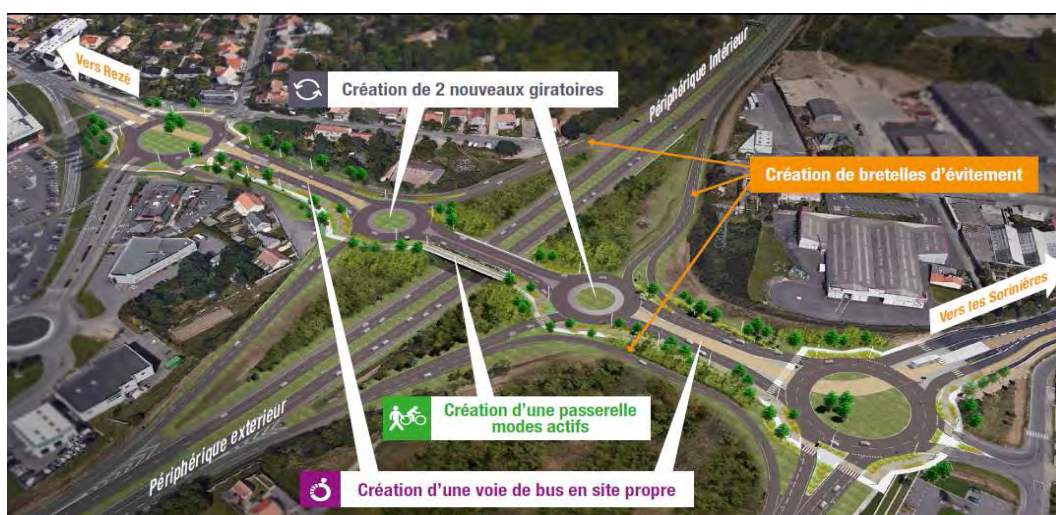 Vers Rezé
Périphérique Intérieur
Création de 2 nouveaux giratoires
Création de bretelles d'évitement
Vers les Sorinières
Création d'une passerelle
modes actifs
Périphérique exterieur
Création d'une voie de bus en site propre